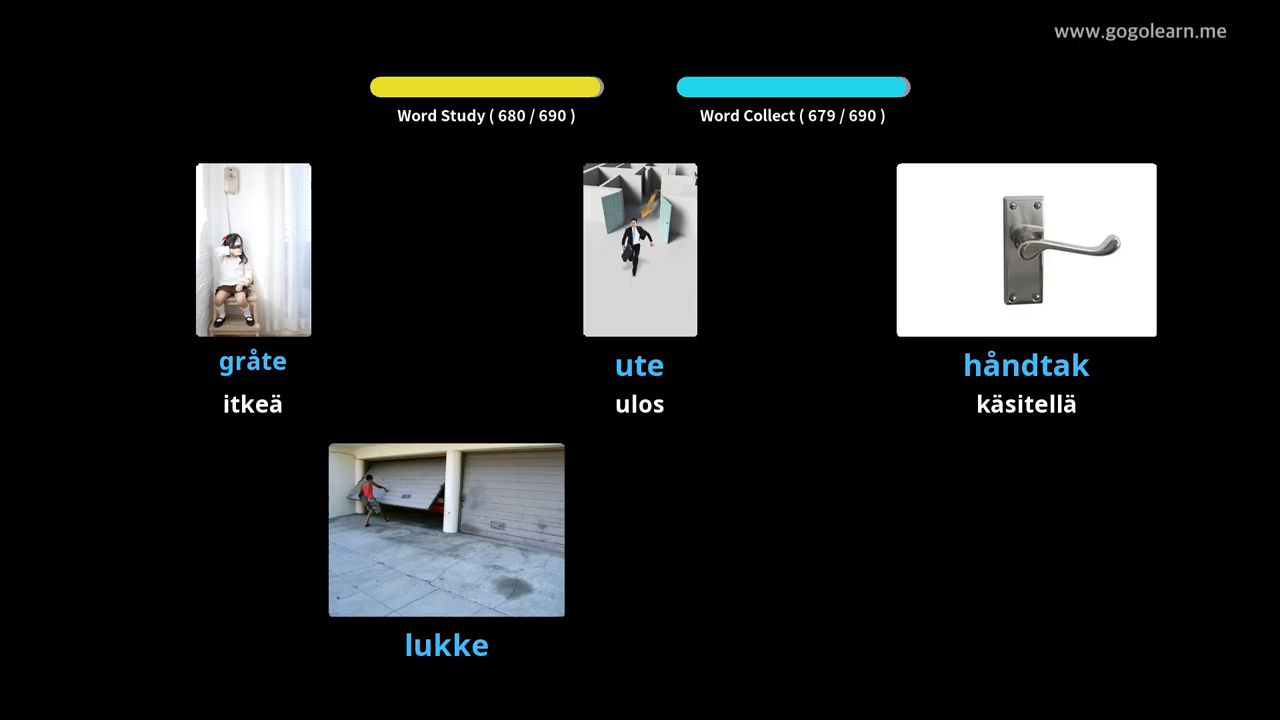 www.gogolearn.me
Word Study ( 680 / 690 )
Word Collect ( 679 / 690 )
gråte
ute
håndtak
itkeä
ulos
käsitellä
lukke